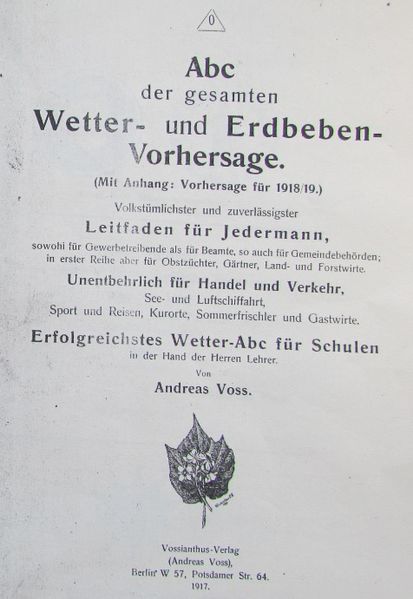 0
Abc
der gesamten
Wetter- und Erdbeben-
Vorhersage.
(Mit Anhang: Vorhersage für 1918/19.)
Volkstümlichster und zuverlässigster
Leitfaden für Jedermann,
sowohl für Gewerbetreibende als für Beamte, so auch für Gemeindebehörden;
in erster Reihe aber für Obstzüchter, Gärtner, Land- und Forstwirte.
Unentbehrlich für Handel und Verkehr,
See- und Luftschiffahrt,
Sport und Reisen, Kurorte, Sommerfrischler und Gastwirte.
Erfolgreichstes Wetter-Abc für Schulen
in der Hand der Herren Lehrer.
Von
Andreas Voss.
Vossianthus-Verlag
(Andreas Voss),
Berlin W 57, Potsdamer Str. 64.
1917.